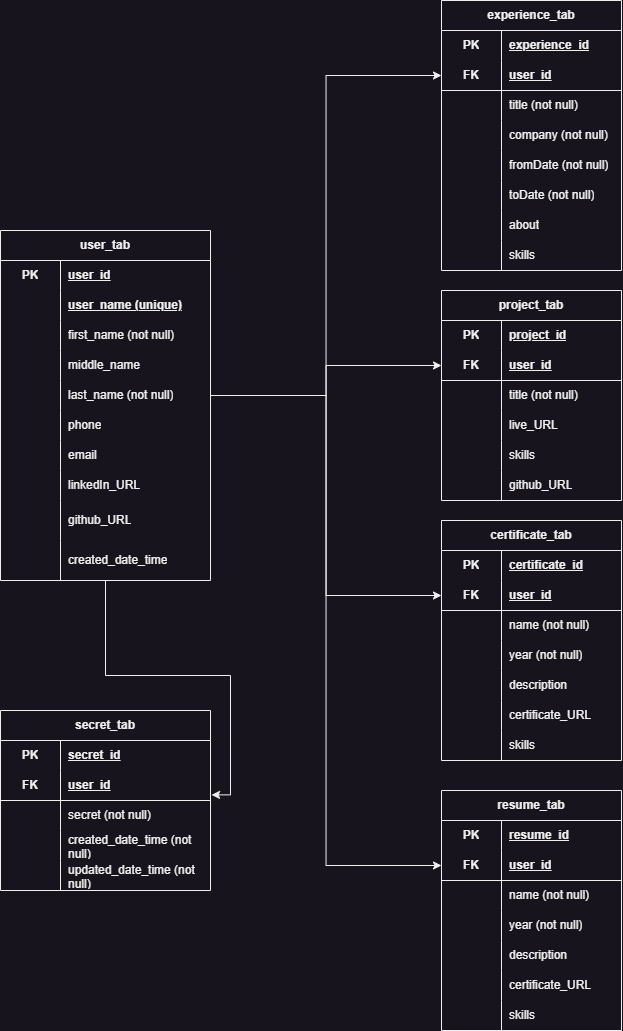 experience_tab
PK experience_id
FK user_id
title (not null)
company (not null)
fromDate (not null)
toDate (not null)
about
skills
user_tab
PK user_id
user_name (unique)
first_name (not null)
middle_name
last_name (not null)
phone
email
linkedIn_URL
github_URL
created_date_time
project_tab
PK project_id
FK user_id
title (not null)
live_URL
skills
github_URL
certificate_tab
PK certificate_id
FK user_id
name (not null)
year (not null)
description
certificate_URL
skills
secret_tab
PK secret_id
FK user_id
secret (not null)
created_date_time (not
null)
updated_date_time (not
null)
resume_tab
PK resume_id
FK user_id
name (not null)
year (not null)
description
certificate_URL
skills